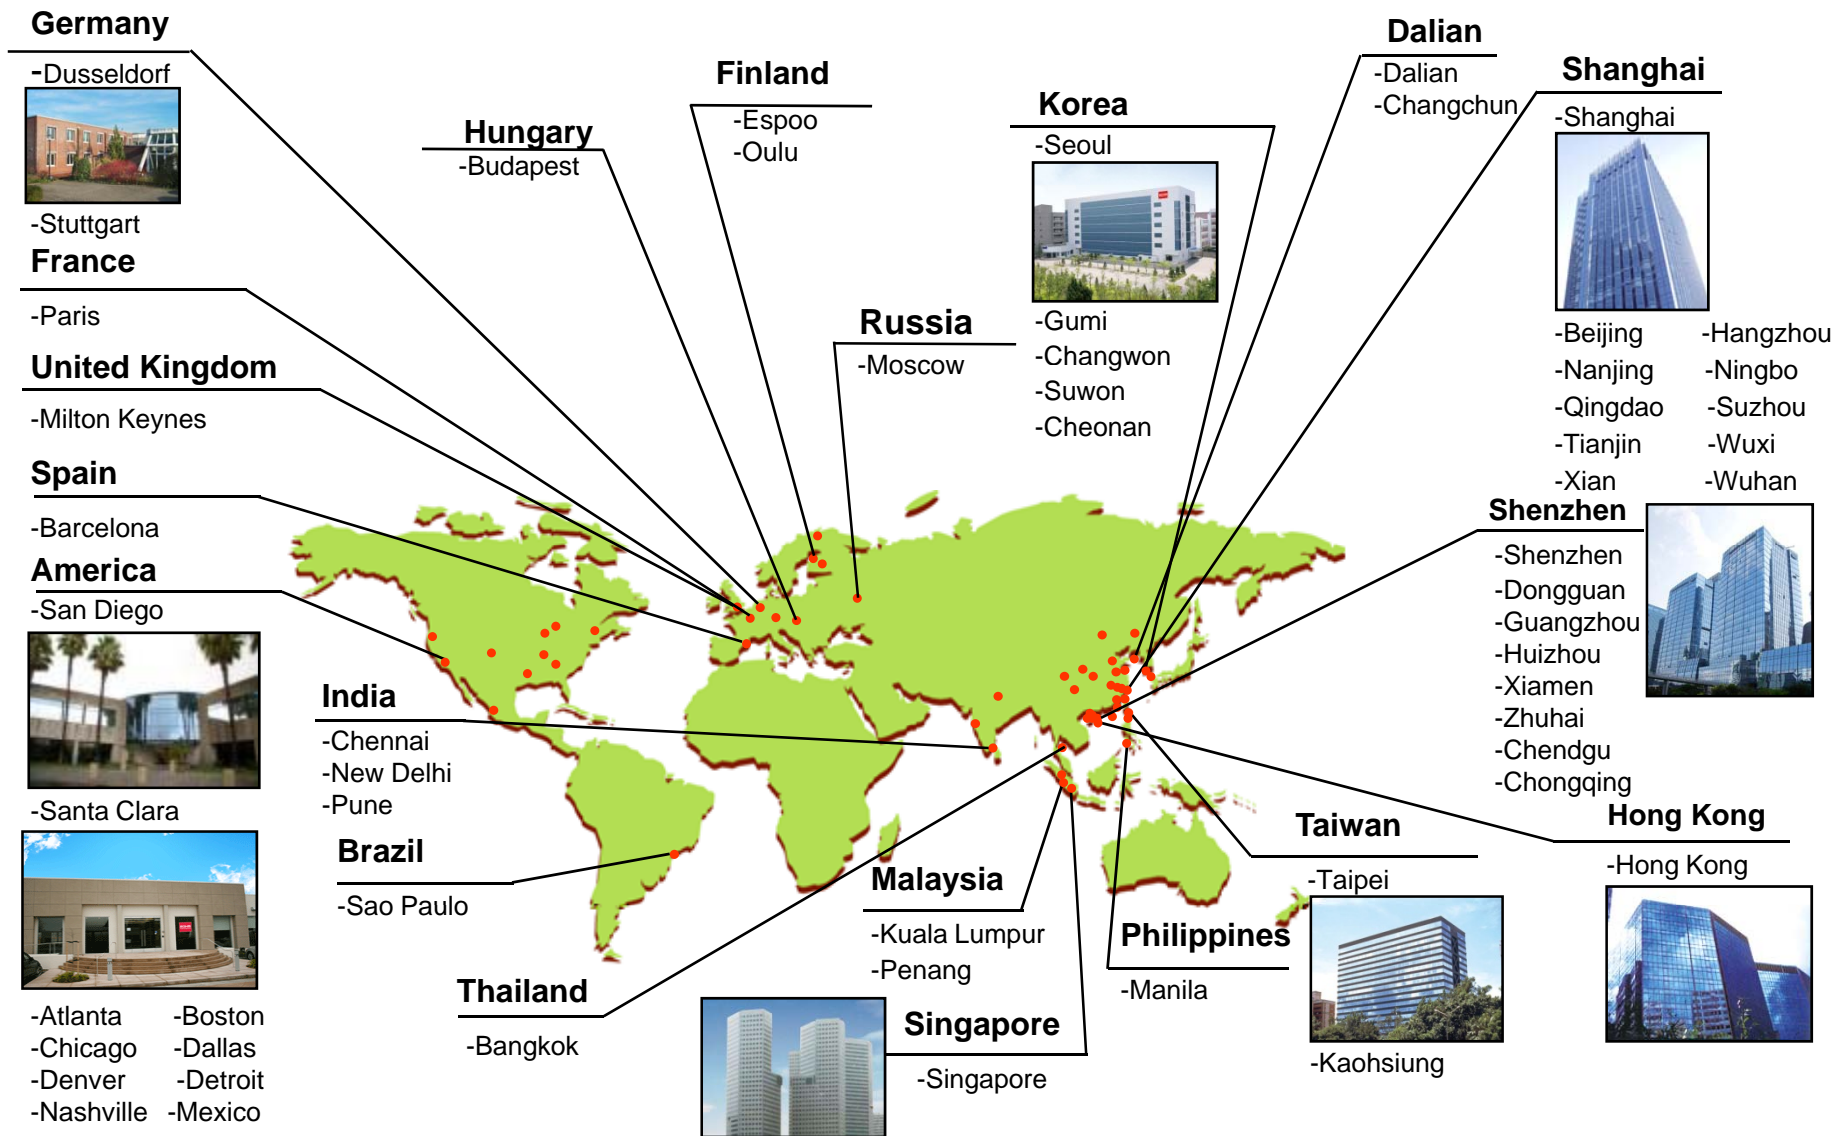 Germany
-Dusseldorf
-Stuttgart
France
-Paris
United Kingdom
-Milton Keynes
Spain
-Barcelona
America
-San Diego
-Santa Clara
-Atlanta -Boston
-Chicago -Dallas
-Denver -Detroit
-Nashville -Mexico
Hungary
-Budapest
Finland
-Espoo
-Oulu
Russia
-Moscow
Korea
-Seoul
-Gumi
-Changwon
-Suwon
-Cheonan
Dalian
-Dalian
-Changchun
Shanghai
-Shanghai
-Beijing -Hangzhou
-Nanjing -Ningbo
-Qingdao -Suzhou
-Tianjin -Wuxi
-Xian -Wuhan
Shenzhen
-Shenzhen
-Dongguan
-Guangzhou
-Huizhou
-Xiamen
-Zhuhai
-Chendgu
-Chongqing
India
-Chennai
-New Delhi
-Pune
Brazil
-Sao Paulo
Thailand
-Bangkok
Malaysia
-Kuala Lumpur
-Penang
Singapore
-Singapore
Philippines
-Manila
Taiwan
-Taipei
-Kaohsiung
Hong Kong
-Hong Kong